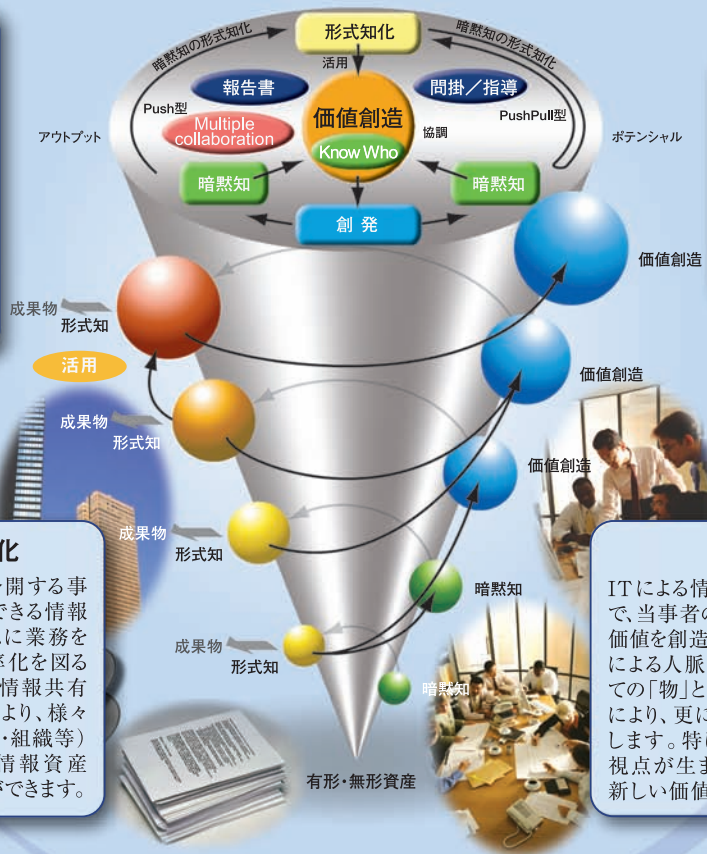 暗黙知の形式知化
形式知化
暗黙知の形式知化
活用
報告書
問掛／指導
Push型
価値創造
PushPull型
アウトプット
Multiple
collaboration
協調
ポテンシャル
Know Who
暗黙知
暗黙知
創発
価値創造
成果物
形式知
活用
価値創造
成果物
形式知
価値創造
成果物
形式知
暗黙知
成果物
形式知
暗黙知
有形・無形資産
化
開する事
できる情報
に業務を
率化を図る
情報共有
より、様々
・組織等）
情報資産
ができます。
ITによる情
で、当事者の
価値を創造
による人脈
ての「物」と
により、更に
します。特に
視点が生ま
新しい価値